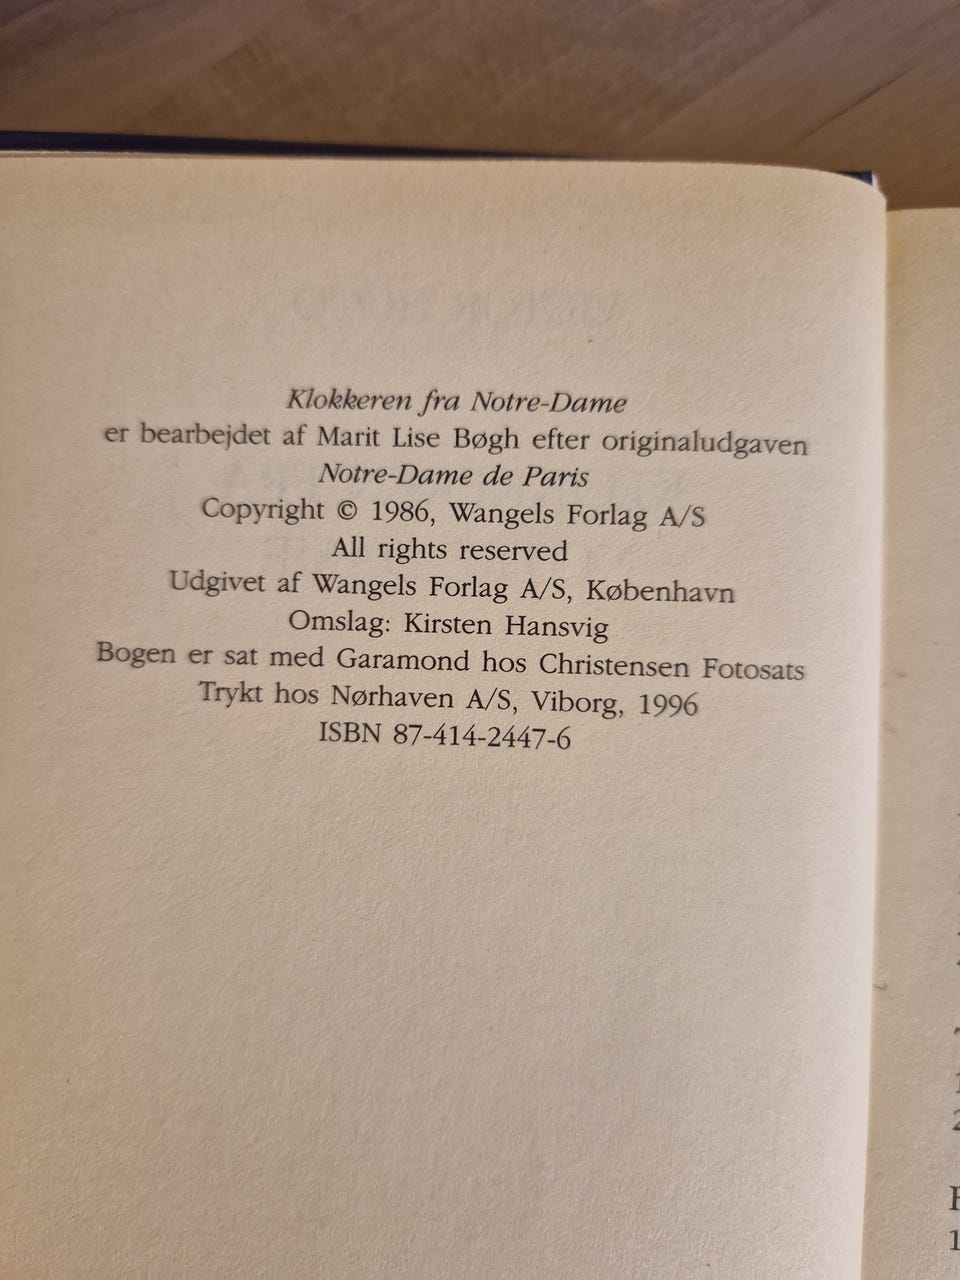 Klokkeren fra Notre-Dame
er bearbejdet af Marit Lise Bøgh efter originaludgaven
Notre-Dame de Paris
Copyright © 1986, Wangels Forlag A/S
All rights reserved
Udgivet af Wangels Forlag A/S, København
Omslag: Kirsten Hansvig
Bogen er sat med Garamond hos Christensen Fotosats
Trykt hos Nørhaven A/S, Viborg, 1996
ISBN 87-414-2447-6